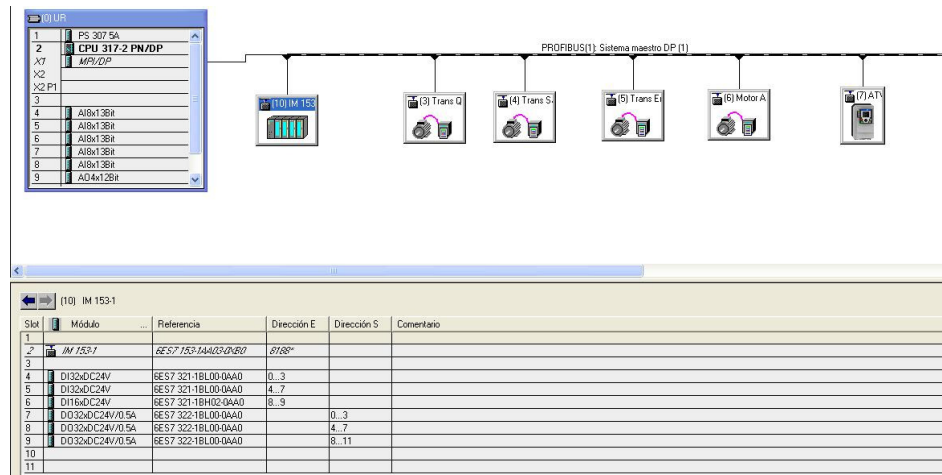 (0) UR
1 PS 307 5A
2 CPU 317-2 PN/DP
X1 MPI/DP
X2
X2 P1
3
4 AI8x13Bit
5 AI8x13Bit
6 AI8x13Bit
7 AI8x13Bit
8 AI8x13Bit
9 AO4x12Bit
PROFIBUS(1): Sistema maestro DP (1)
(10) IM 153 (3) Trans Q (4) Trans S (5) Trans E (6) Motor A (7) ATV
(10) IM 153-1
Slot Módulo ... Referencia Dirección E Dirección S Comentario
1
2 IM 153-1 6ES7 153-1AA03-0XB0 8188*
3
4 DI32xDC24V 6ES7 321-1BL00-0AA0 0...3
5 DI32xDC24V 6ES7 321-1BL00-0AA0 4...7
6 DI16xDC24V 6ES7 321-1BH02-0AA0 8...9
7 DO32xDC24V/0.5A 6ES7 322-1BL00-0AA0 0...3
8 DO32xDC24V/0.5A 6ES7 322-1BL00-0AA0 4...7
9 DO32xDC24V/0.5A 6ES7 322-1BL00-0AA0 8...11
10
11